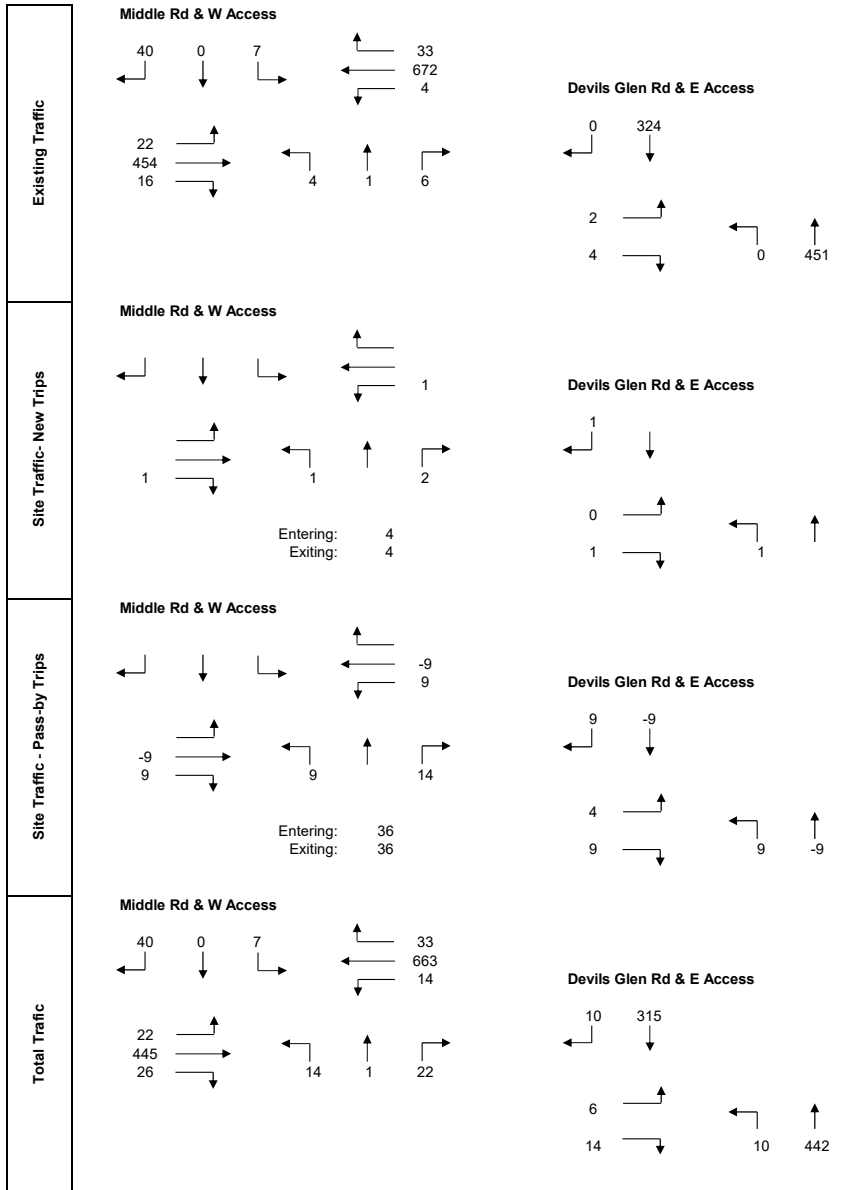 Existing Traffic
Middle Rd & W Access
40 0 7
33
672
4
22
454
16
4 1 6
Devils Glen Rd & E Access
0 324
2
4
0 451
Site Traffic- New Trips
Middle Rd & W Access
1
1
1 2
Entering: 4
Exiting: 4
Devils Glen Rd & E Access
1
0
1
1
Site Traffic - Pass-by Trips
Middle Rd & W Access
-9
9
-9
9
9 14
Entering: 36
Exiting: 36
Devils Glen Rd & E Access
9 -9
4
9
9 -9
Total Trafic
Middle Rd & W Access
40 0 7
33
663
14
22
445
26
14 1 22
Devils Glen Rd & E Access
10 315
6
14
10 442